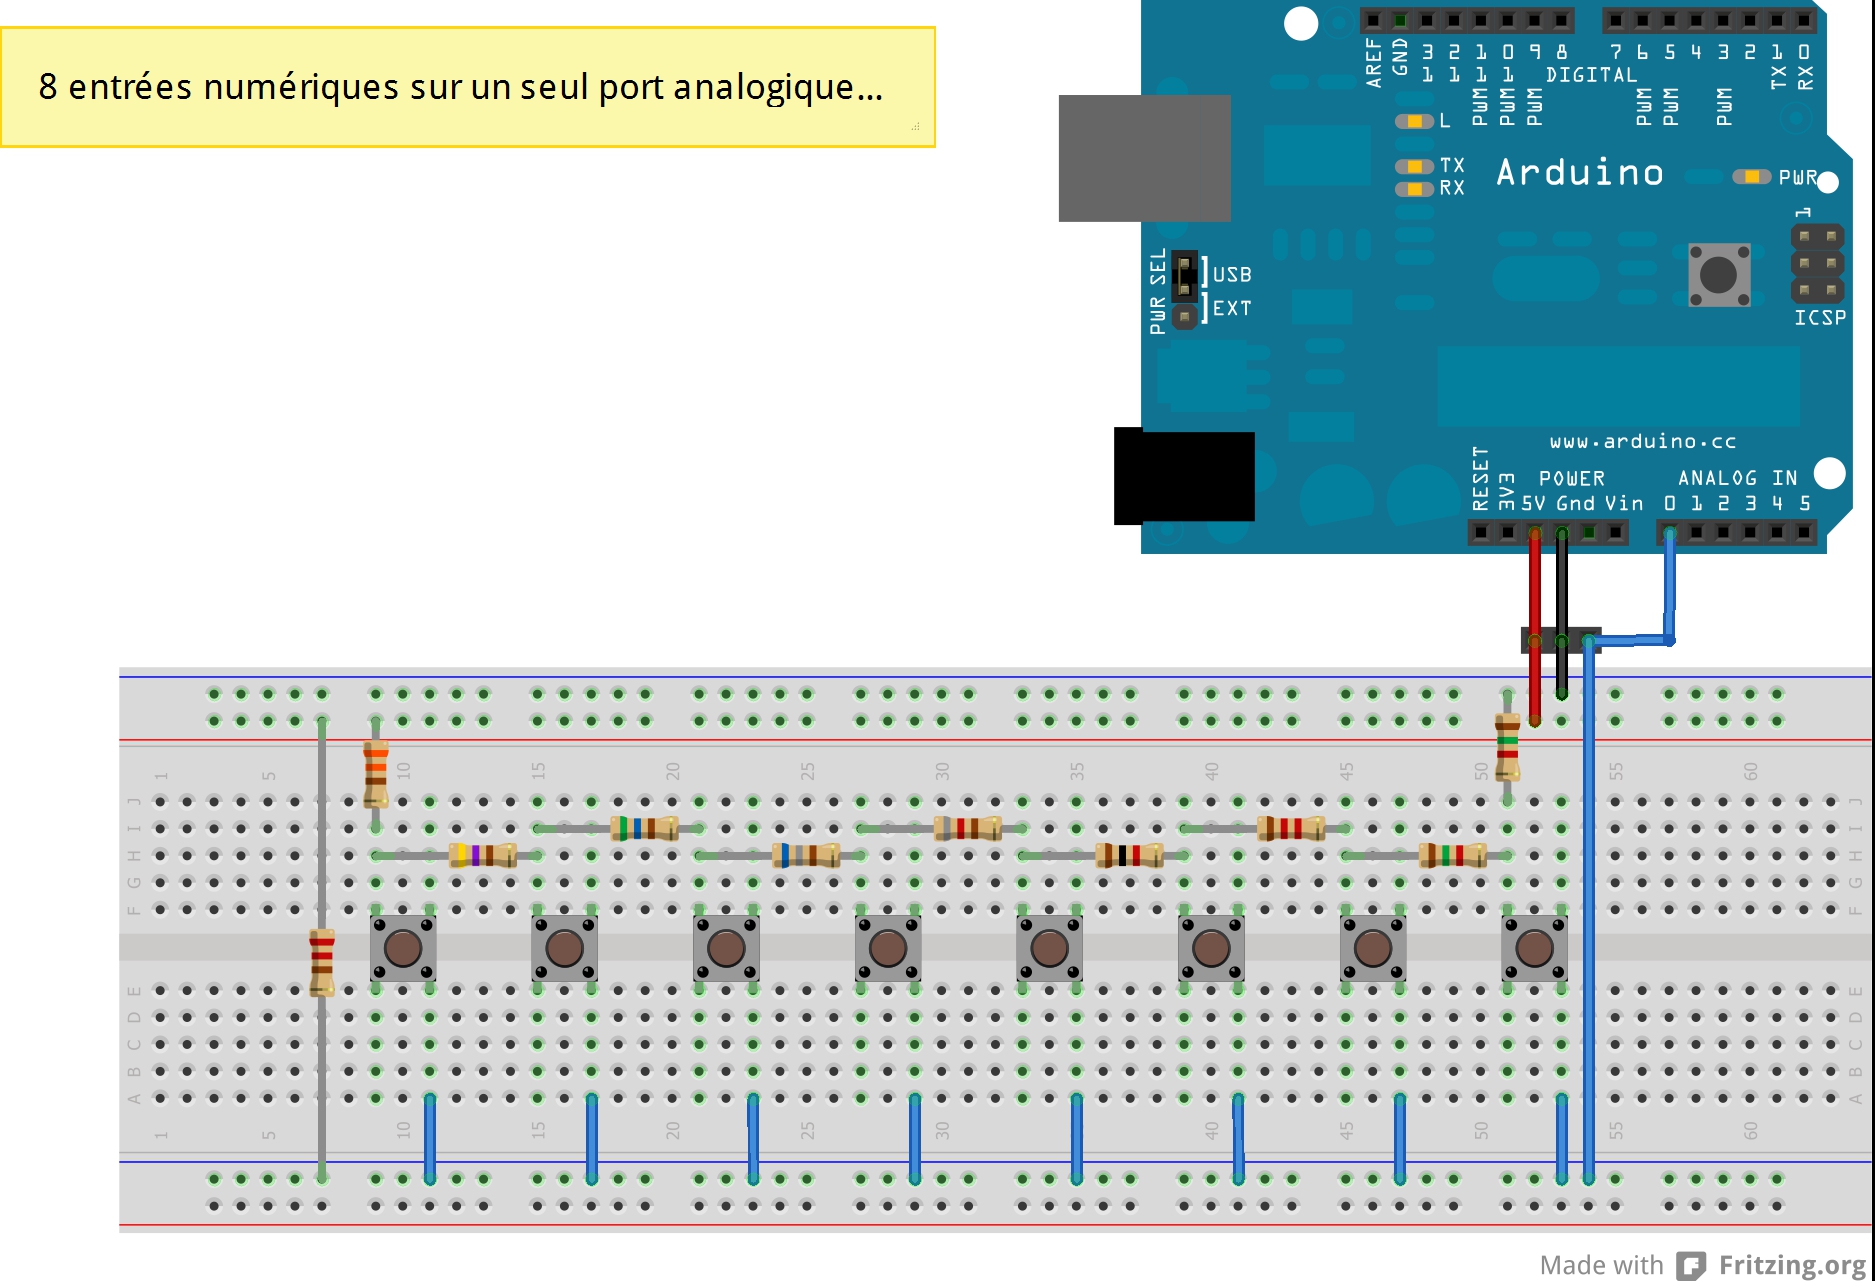 8 entrées numériques sur un seul port analogique...
AREF GND 13 12 11 10 9 8 7 6 5 4 3 2 1 0
PWM PWM PWM PWM PWM PWM TX RX
DIGITAL
L
TX
RX
Arduino
PWR
1
ICSP
PWR SEL
USB
EXT
www.arduino.cc
POWER ANALOG IN
RESET 3V3 5V Gnd Vin 0 1 2 3 4 5
1 5 10 15 20 25 30 35 40 45 50 55 60
J J
I I
H H
G G
F F
E E
D D
C C
B B
A A
1 5 10 15 20 25 30 40 45 50 55 60
Made with Fritzing.org